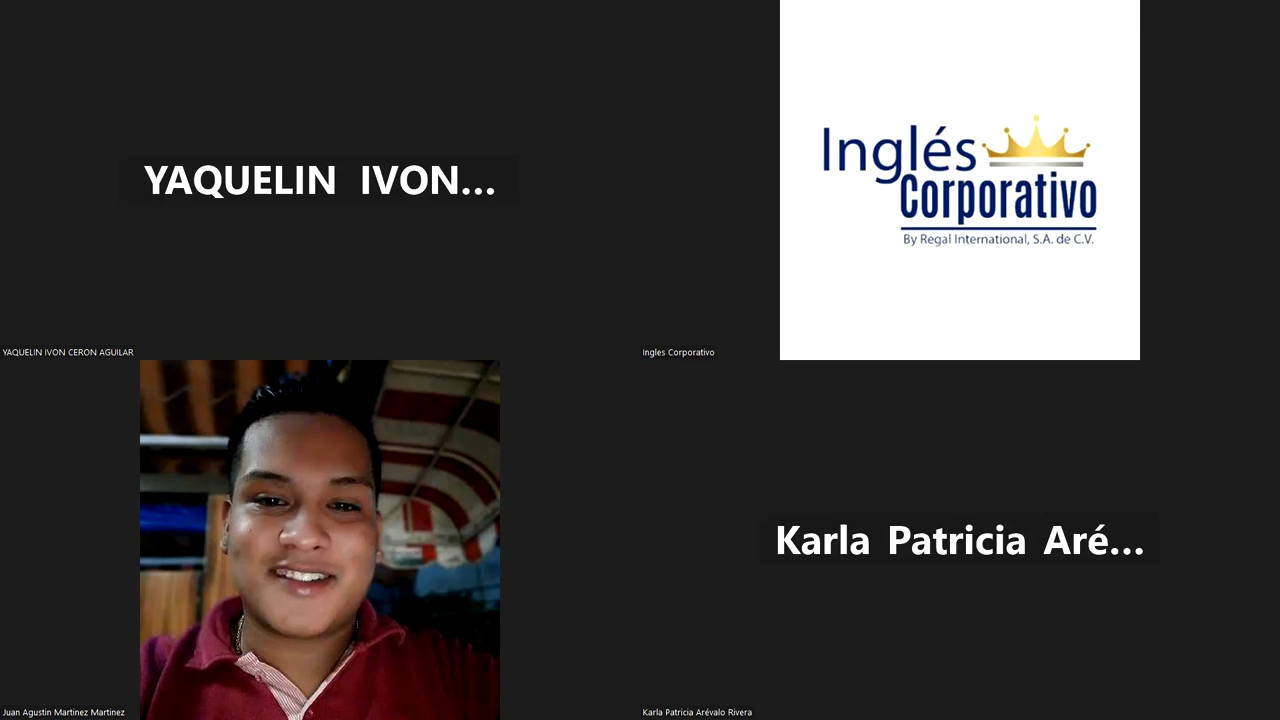 YAQUELIN IVON...
Inglés
Corporativo
By Regal International, S.A. de C.V.
YAQUELIN IVON CERON AGUILAR
Ingles Corporativo
Karla Patricia Aré...
Juan Agustin Martinez Martinez
Karla Patricia Arévalo Rivera